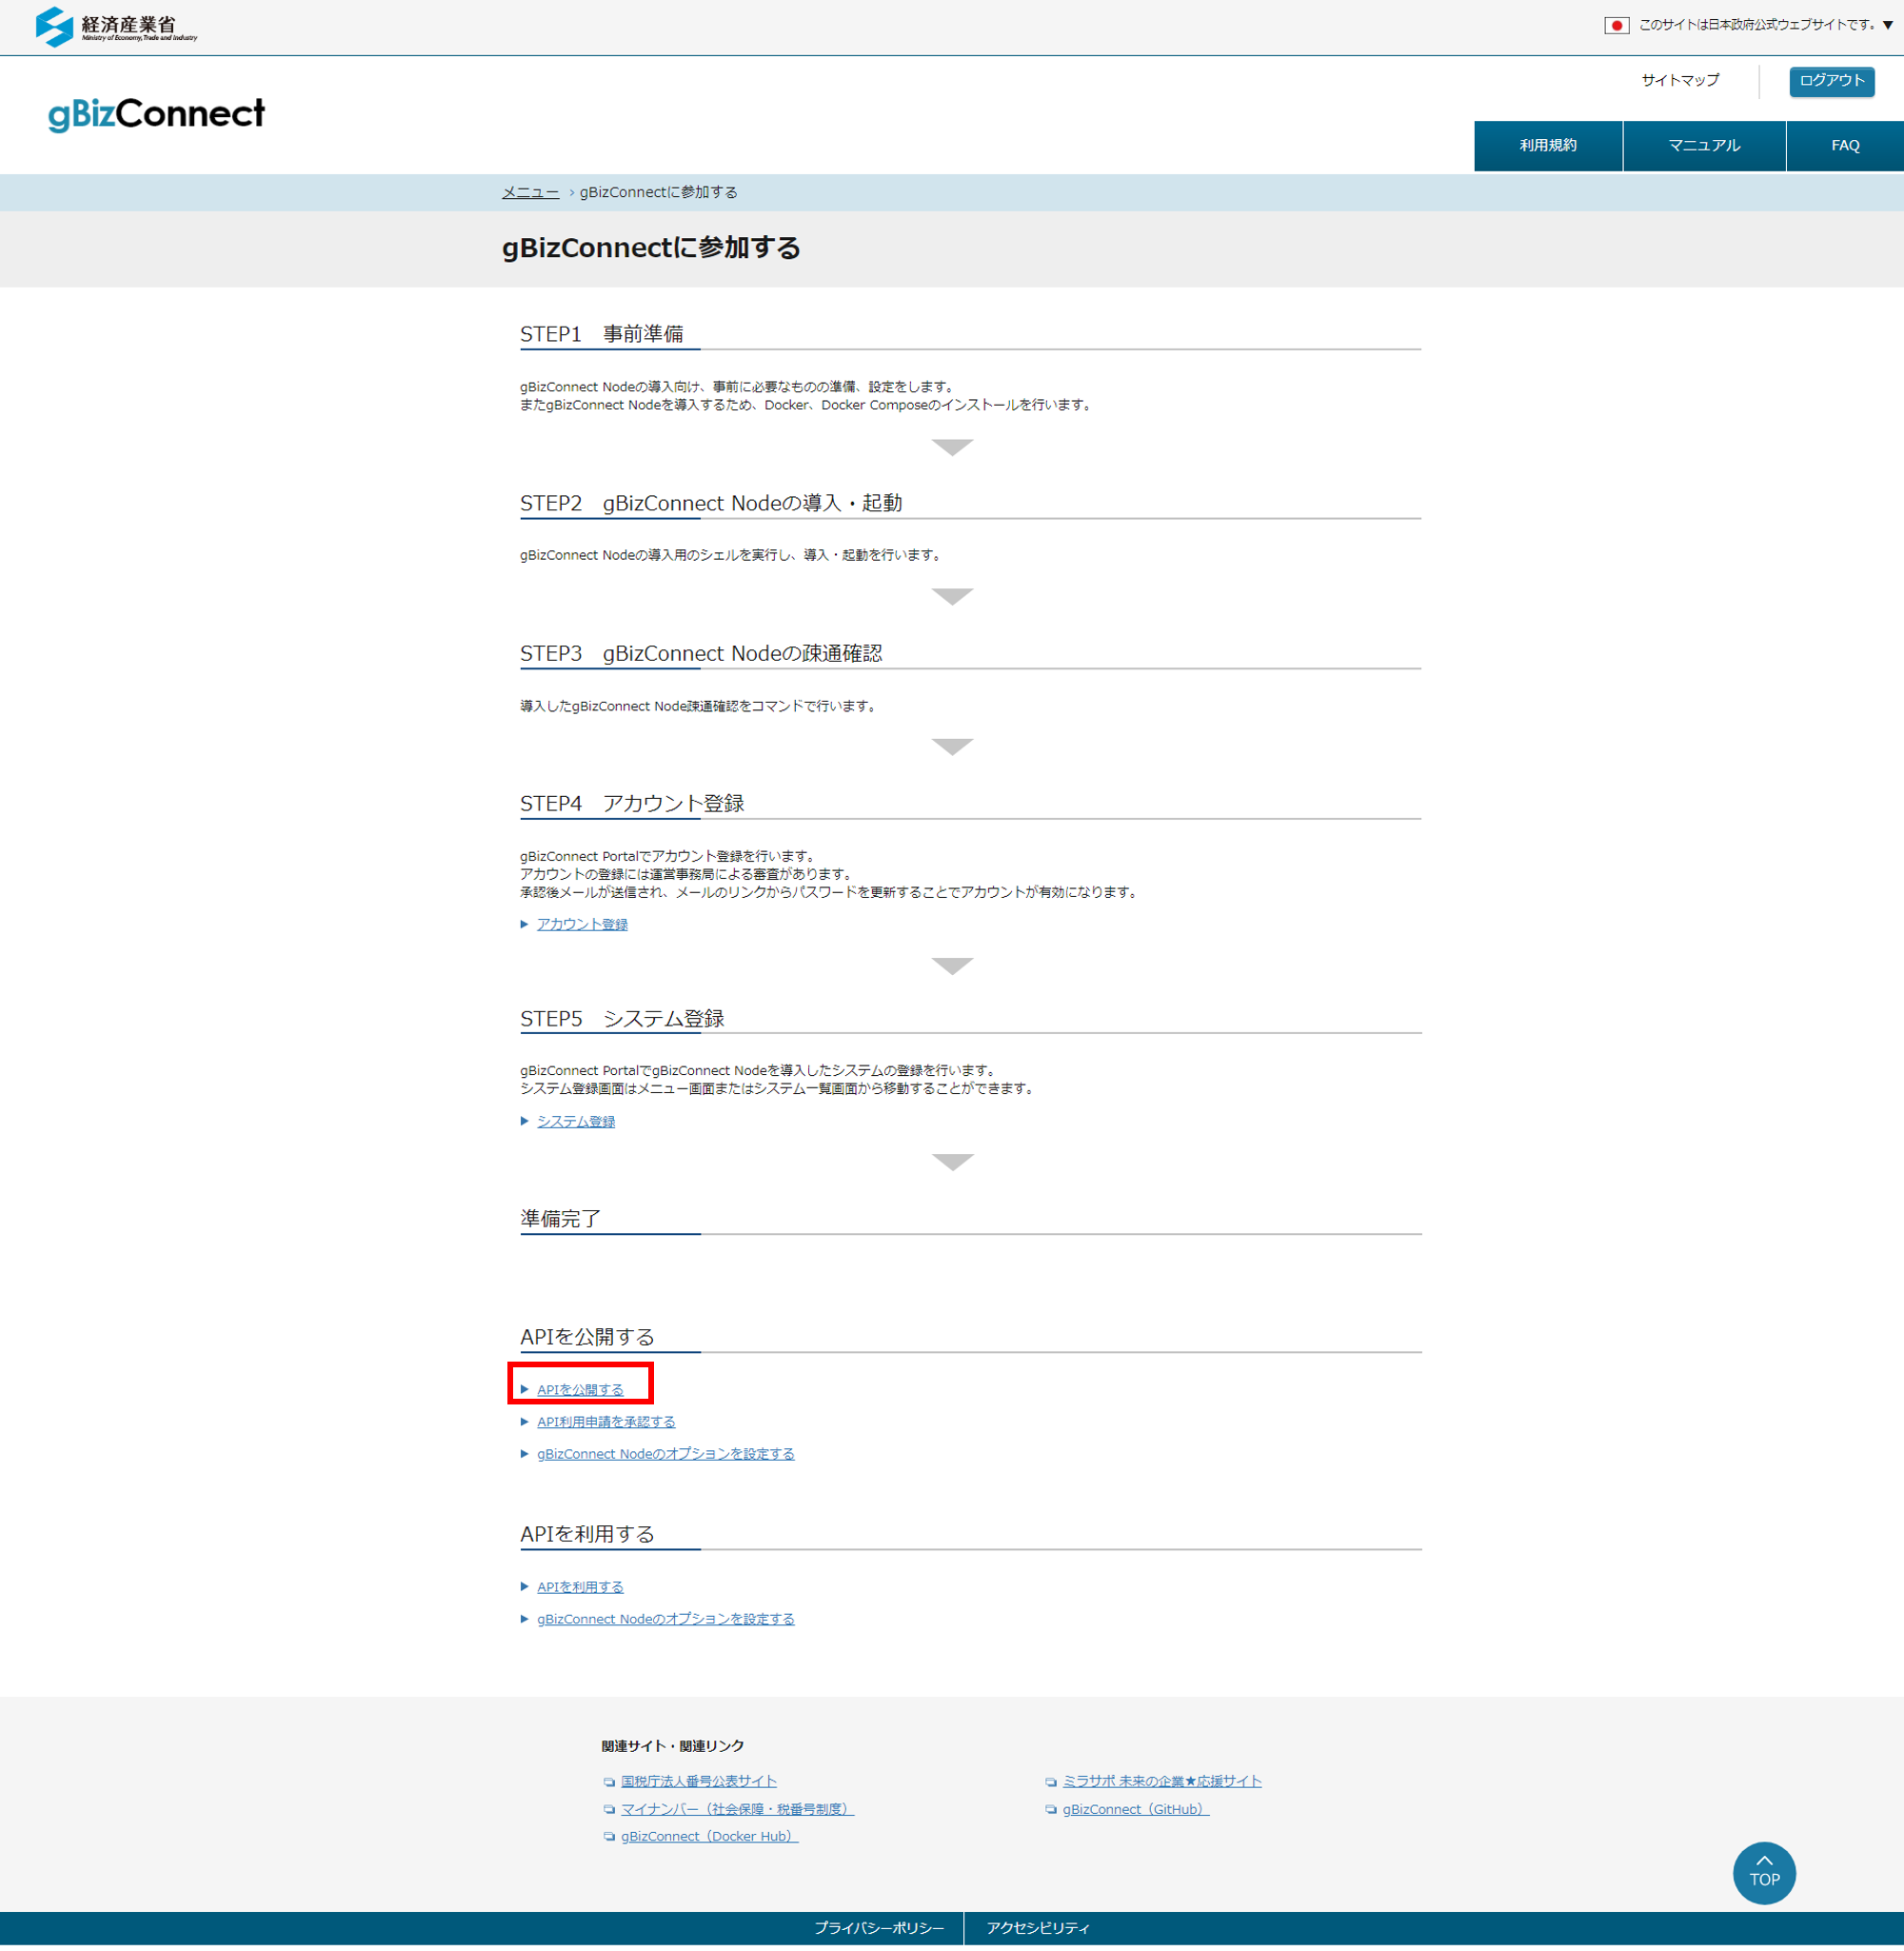 経済産業省
Ministry of Economy, Trade and Industry
このサイトは日本政府公式ウェブサイトです。▼
サイトマップ
ログアウト
gBizConnect
利用規約
マニュアル
FAQ
メニュー › gBizConnectに参加する
gBizConnectに参加する
STEP1 事前準備
gBizConnect Nodeの導入向け、事前に必要なものの準備、設定をします。
またgBizConnect Nodeを導入するため、Docker、Docker Composeのインストールを行います。
STEP2 gBizConnect Nodeの導入・起動
gBizConnect Nodeの導入用のシェルを実行し、導入・起動を行います。
STEP3 gBizConnect Nodeの疎通確認
導入したgBizConnect Node疎通確認をコマンドで行います。
STEP4 アカウント登録
gBizConnect Portalでアカウント登録を行います。
アカウントの登録には運営事務局による審査があります。
承認後メールが送信され、メールのリンクからパスワードを更新することでアカウントが有効になります。
アカウント登録
STEP5 システム登録
gBizConnect PortalでgBizConnect Nodeを導入したシステムの登録を行います。
システム登録画面はメニュー画面またはシステム一覧画面から移動することができます。
システム登録
準備完了
APIを公開する
APIを公開する
API利用申請を承認する
gBizConnect Nodeのオプションを設定する
APIを利用する
APIを利用する
gBizConnect Nodeのオプションを設定する
関連サイト・関連リンク
国税庁法人番号公表サイト
ミラサポ 未来の企業★応援サイト
マイナンバー（社会保障・税番号制度）
gBizConnect（GitHub）
gBizConnect（Docker Hub）
TOP
プライバシーポリシー
アクセシビリティ